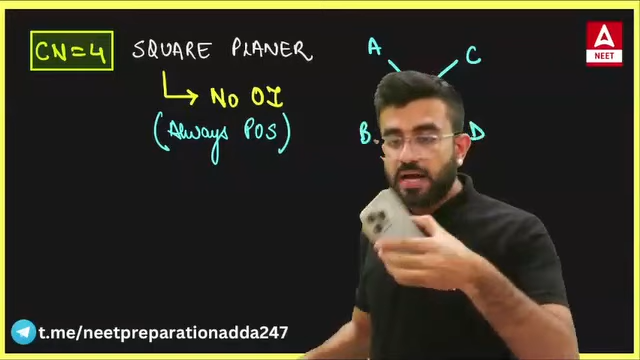 CN=4 SQUARE PLANER
No OI
(Always POS)
A C
B D
A
NEET
t.me/neetpreparationadda247